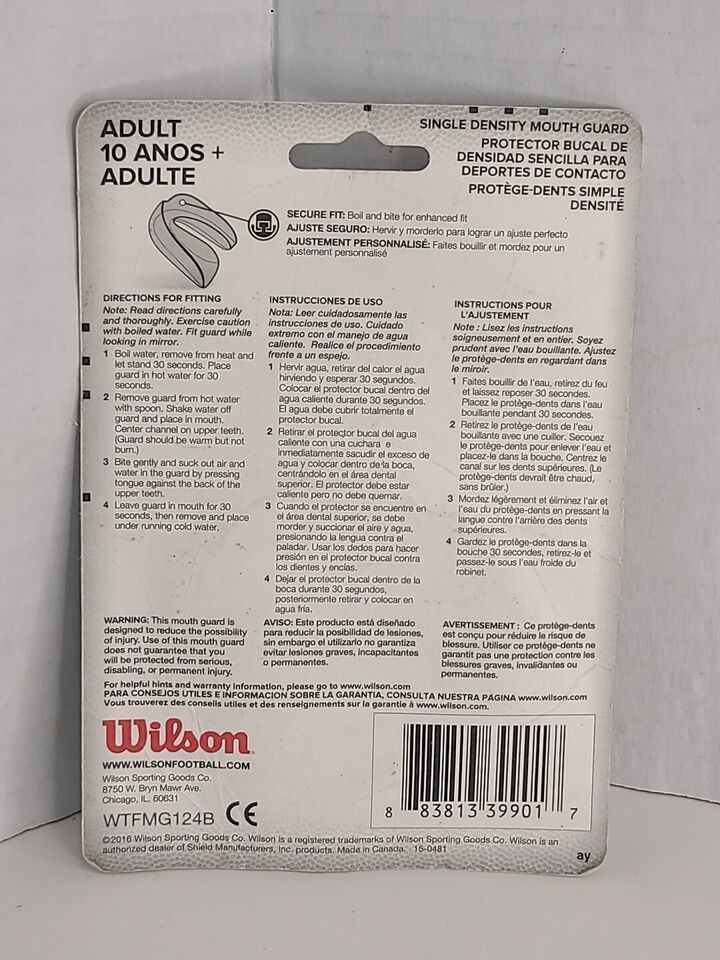 ADULT
10 ANOS +
ADULTE
SINGLE DENSITY MOUTH GUARD
PROTECTOR BUCAL DE
DENSIDAD SENCILLA PARA
DEPORTES DE CONTACTO
PROTÈGE-DENTS SIMPLE
DENSITÉ
SECURE FIT: Boil and bite for enhanced fit
AJUSTE SEGURO: Hervir y morderlo para lograr un ajuste perfecto
AJUSTEMENT PERSONNALISÉ: Faites bouillir et mordez pour un
ajustement personnalisé
DIRECTIONS FOR FITTING
Note: Read directions carefully
and thoroughly. Exercise caution
with boiled water. Fit guard while
looking in mirror.
1 Boil water, remove from heat and
let stand 30 seconds. Place
guard in hot water for 30
seconds.
2 Remove guard from hot water
with spoon. Shake water off
guard and place in mouth.
Center channel on upper teeth.
(Guard should be warm but not
burn.)
3 Bite gently and suck out air and
water in the guard by pressing
tongue against the back of the
upper teeth.
4 Leave guard in mouth for 30
seconds, then remove and place
under running cold water.
INSTRUCCIONES DE USO
Nota: Leer cuidadosamente las
instrucciones de uso. Cuidado
extremo con el manejo de agua
caliente. Realice el procedimiento
frente a un espejo.
1 Hervir agua, retirar del calor el agua
hirviendo y esperar 30 segundos.
Colocar el protector bucal dentro del
agua caliente durante 30 segundos.
El agua debe cubrir totalmente el
protector bucal.
2 Retirar el protector bucal del agua
caliente con una cuchara e
inmediatamente sacudir el exceso de
agua y colocar dentro de la boca,
centrándolo en el área dental
superior. El protector debe estar
caliente pero no debe quemar.
3 Cuando el protector se encuentre en
el área dental superior, se debe
morder y succionar el aire y agua,
presionando la lengua contra el
paladar. Usar los dedos para hacer
presión en el protector bucal contra
los dientes y encías.
4 Dejar el protector bucal dentro de la
boca durante 30 segundos,
posteriormente retirar y colocar en
agua fría.
INSTRUCTIONS POUR
L'AJUSTEMENT
Note : Lisez les instructions
soigneusement et en entier. Soyez
prudent avec l'eau bouillante. Ajustez
le protège-dents en regardant dans
le miroir.
1 Faites bouillir de l'eau, retirez du feu
et laissez reposer 30 secondes.
Placez le protège-dents dans l'eau
bouillante pendant 30 secondes.
2 Retirez le protège-dents de l'eau
bouillante avec une cuiller. Secouez
le protège-dents pour enlever l'eau et
placez-le dans la bouche. Centrez le
canal sur les dents supérieures. (Le
protège-dents devrait être chaud,
sans brûler.)
3 Mordez légèrement et éliminez l'air et
l'eau du protège-dents en pressant la
langue contre l'arrière des dents
supérieures.
4 Gardez le protège-dents dans la
bouche 30 secondes, retirez-le et
passez-le sous l'eau froide du
robinet.
WARNING: This mouth guard is
designed to reduce the possibility
of injury. Use of this mouth guard
does not guarantee that you
will be protected from serious,
disabling, or permanent injury.
AVISO: Este producto está diseñado
para reducir la posibilidad de lesiones,
sin embargo el utilizarlo no garantiza
evitar lesiones graves, incapacitantes
o permanentes.
AVERTISSEMENT : Ce protège-dents
est conçu pour réduire le risque de
blessure. Utiliser ce protège-dents ne
garantit pas une protection contre les
blessures graves, invalidantes ou
permanentes.
For helpful hints and warranty information, please go to www.wilson.com
PARA CONSEJOS UTILES E INFORMACION SOBRE LA GARANTIA, CONSULTA NUESTRA PAGINA www.wilson.com
Vous trouverez des conseils utiles et des renseignements sur la garantie à www.wilson.com.
Wilson.
WWW.WILSONFOOTBALL.COM
Wilson Sporting Goods Co.
8750 W. Bryn Mawr Ave.
Chicago, IL 60631
WTFMG124B CE
8 83813 39901 7
©2016 Wilson Sporting Goods Co. Wilson is a registered trademarks of Wilson Sporting Goods Co. Wilson is an
authorized dealer of Shield Manufacturers, Inc. products. Made in Canada. 15-0481
ay